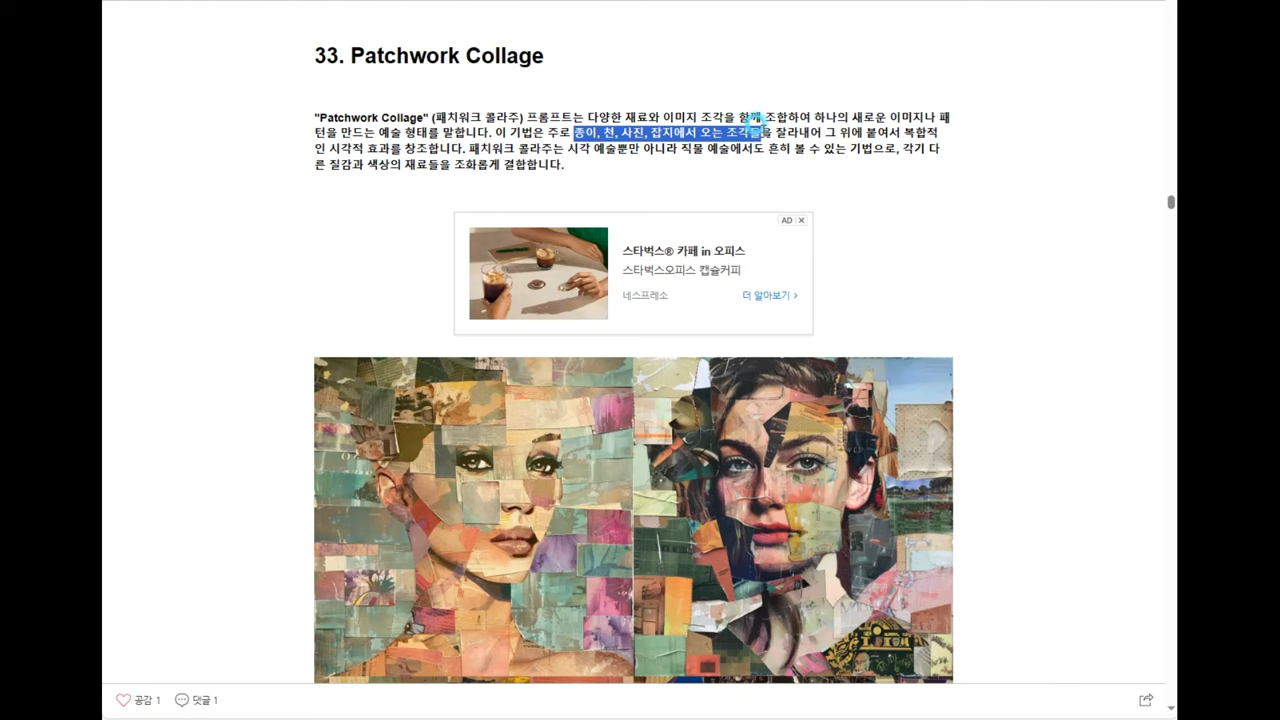 33. Patchwork Collage
"Patchwork Collage" (패치워크 콜라주) 프롬프트는 다양한 재료와 이미지 조각을 함께 조합하여 하나의 새로운 이미지나 패
턴을 만드는 예술 형태를 말합니다. 이 기법은 주로 종이, 천, 사진, 잡지에서 오는 조각들을 잘라내어 그 위에 붙여서 복합적
인 시각적 효과를 창조합니다. 패치워크 콜라주는 시각 예술뿐만 아니라 직물 예술에서도 흔히 볼 수 있는 기법으로, 각기 다
른 질감과 색상의 재료들을 조화롭게 결합합니다.
AD
스타벅스® 카페 in 오피스
스타벅스오피스 캡슐커피
네스프레소 더 알아보기
공감 1 댓글 1